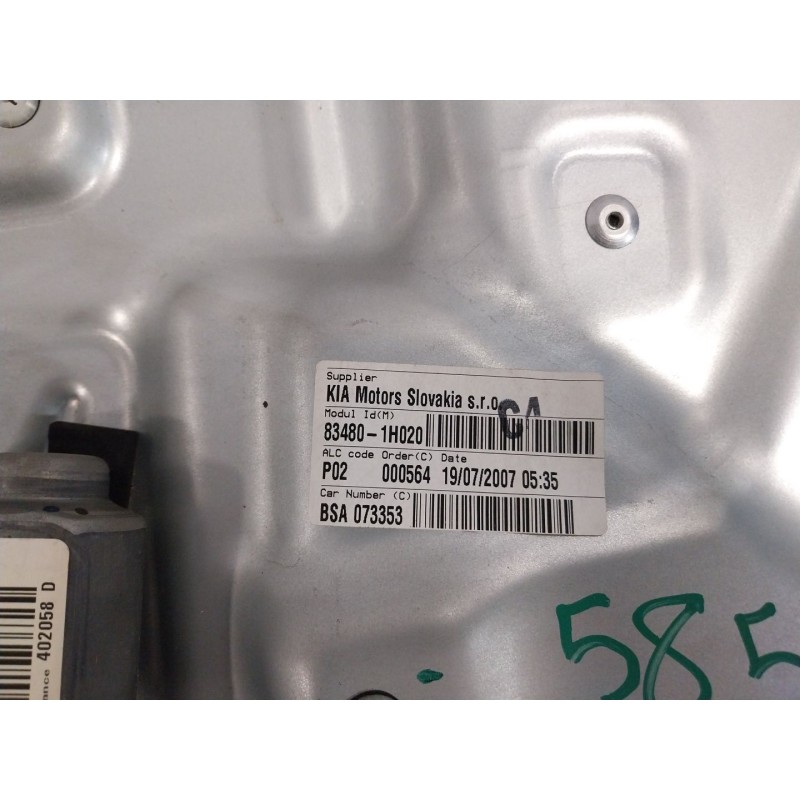 Supplier
KIA Motors Slovakia s.r.o.
CA
Modul Id(M)
83480-1H020
ALC code Order(C) Date
P02 000564 19/07/2007 05:35
Car Number (C)
BSA 073353
402058 D
585